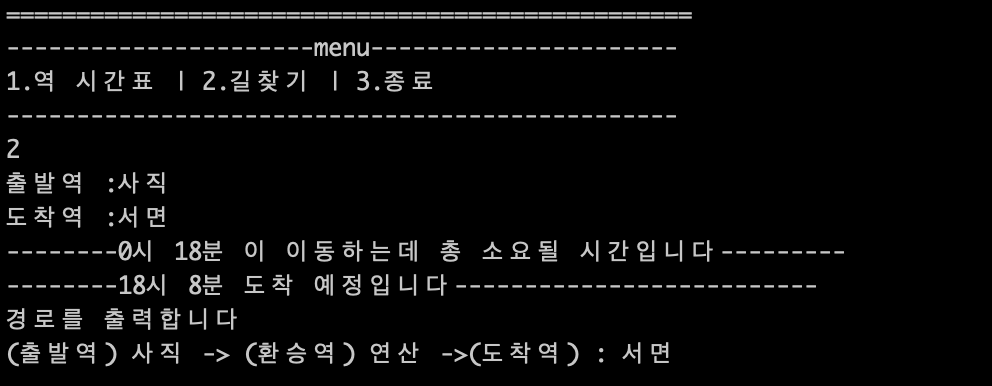 =================================================
----------------------menu----------------------
1.역 시간표 | 2.길찾기 | 3.종료
------------------------------------------------
2
출발역 :사직
도착역 :서면
--------0시 18분 이 이동하는데 총 소요될 시간입니다---------
--------18시 8분 도착 예정입니다--------------------------
경로를 출력합니다
(출발역) 사직 -> (환승역) 연산 ->(도착역) : 서면